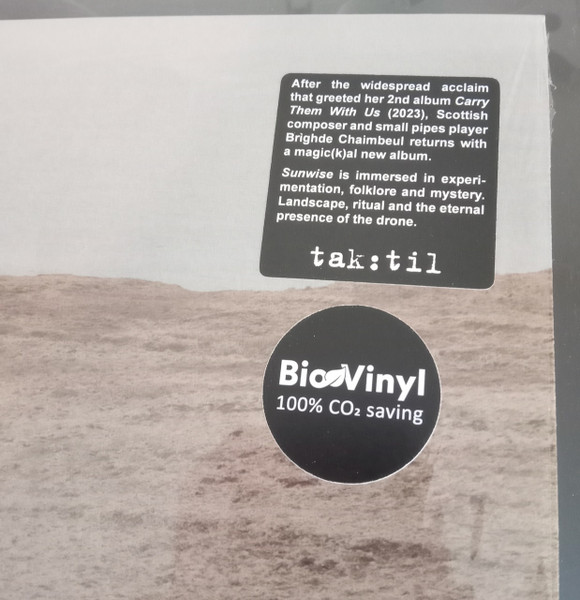 After the widespread acclaim
that greeted her 2nd album Carry
Them With Us (2023), Scottish
composer and small pipes player
Brìghde Chaimbeul returns with
a magic(k)al new album.
Sunwise is immersed in experi-
mentation, folklore and mystery.
Landscape, ritual and the eternal
presence of the drone.
tak:til
BioVinyl
100% CO₂ saving